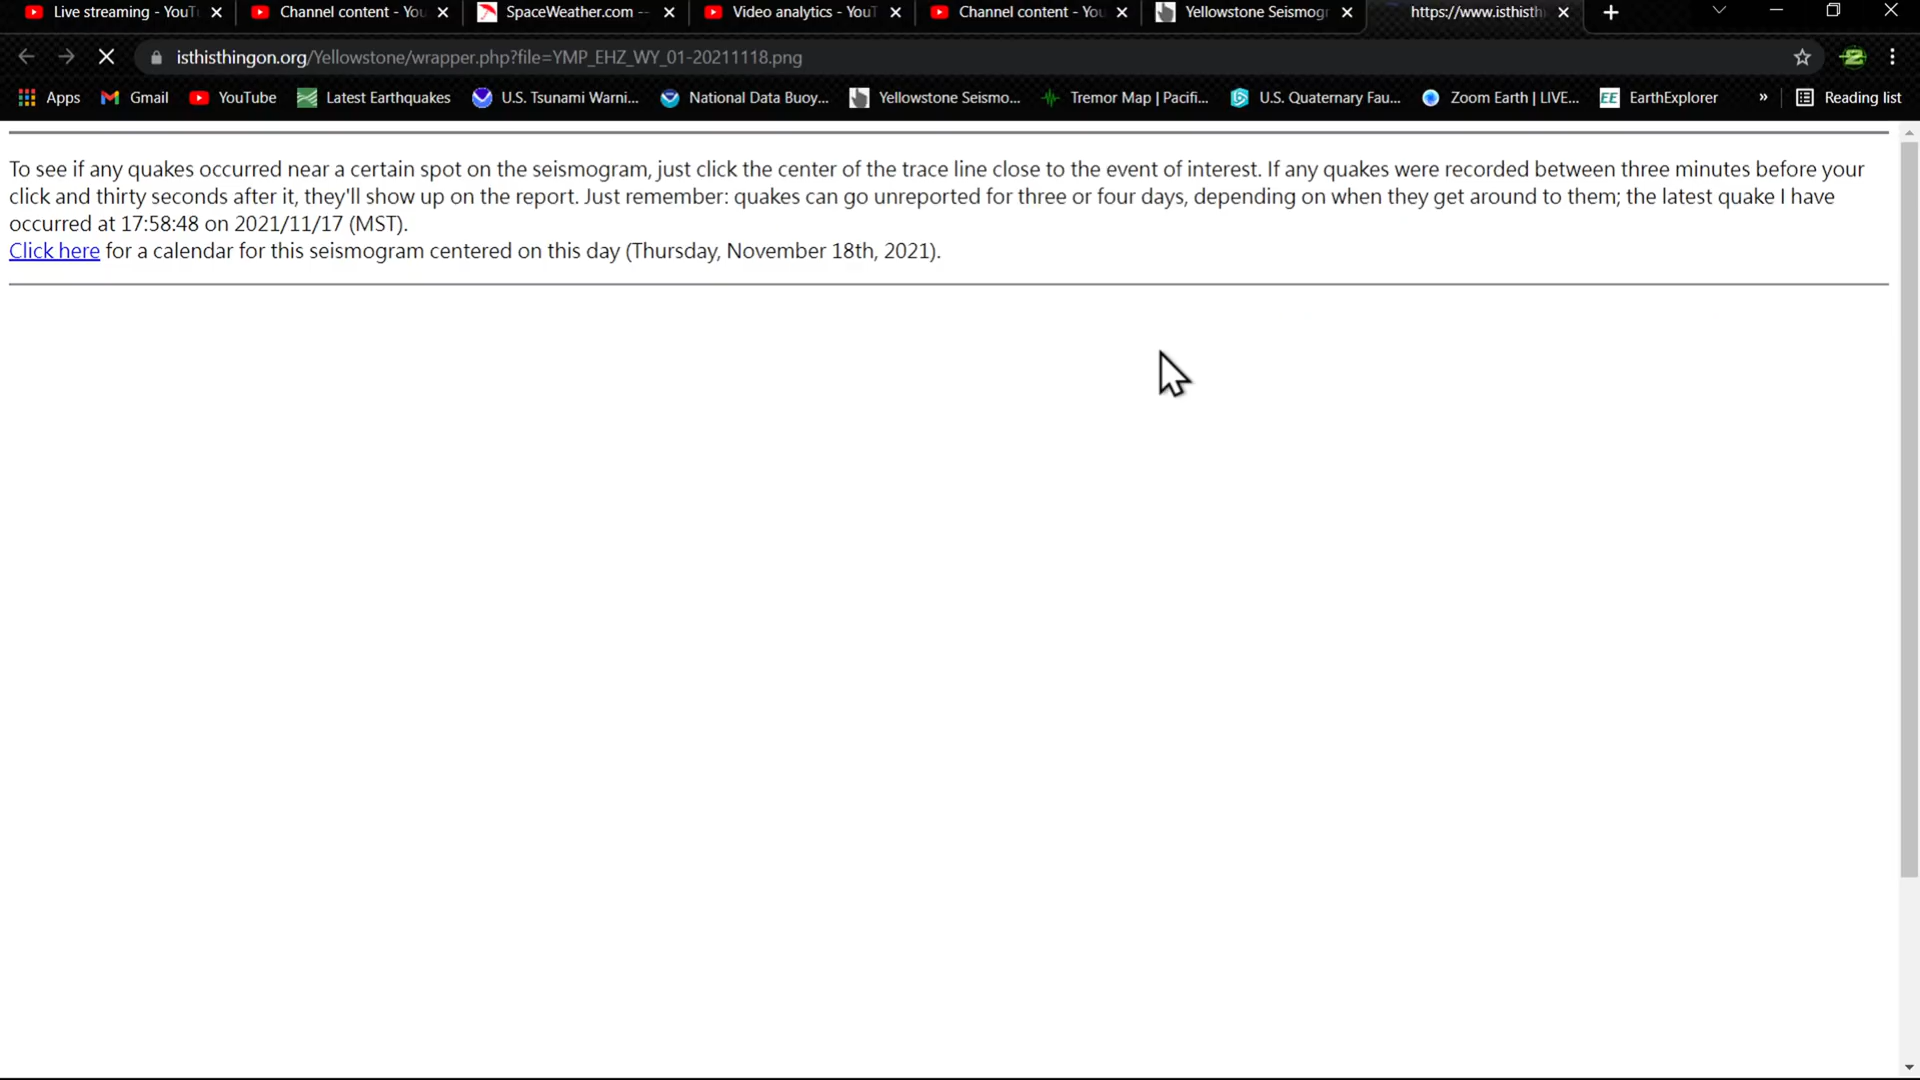 Live streaming - YouT
Channel content - You
SpaceWeather.com --
Video analytics - YouT
Channel content - You
Yellowstone Seismogr
https://www.isthisth
isthisthingon.org/Yellowstone/wrapper.php?file=YMP_EHZ_WY_01-20211118.png
Apps
Gmail
YouTube
Latest Earthquakes
U.S. Tsunami Warni...
National Data Buoy...
Yellowstone Seismo...
Tremor Map | Pacifi...
U.S. Quaternary Fau...
Zoom Earth | LIVE...
EE EarthExplorer
»
Reading list
To see if any quakes occurred near a certain spot on the seismogram, just click the center of the trace line close to the event of interest. If any quakes were recorded between three minutes before your
click and thirty seconds after it, they'll show up on the report. Just remember: quakes can go unreported for three or four days, depending on when they get around to them; the latest quake I have
occurred at 17:58:48 on 2021/11/17 (MST).
Click here for a calendar for this seismogram centered on this day (Thursday, November 18th, 2021).